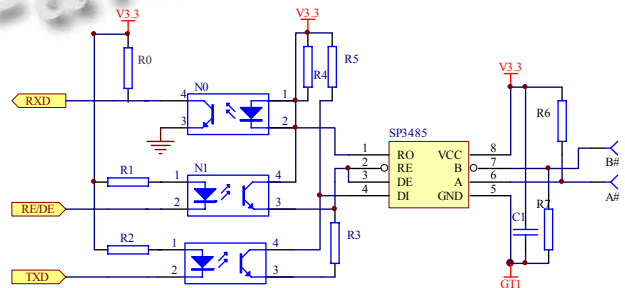 V3.3
V3.3
R0
R5
R4
N0
V3.3
RXD
4
1
3
2
R6
SP3485
1
RO
VCC
8
B#
2
RE
B
7
3
DE
A
6
A#
4
DI
GND
5
N1
R1
1
4
RE/DE
2
3
R7
C1
R3
R2
1
4
TXD
2
3
GT1